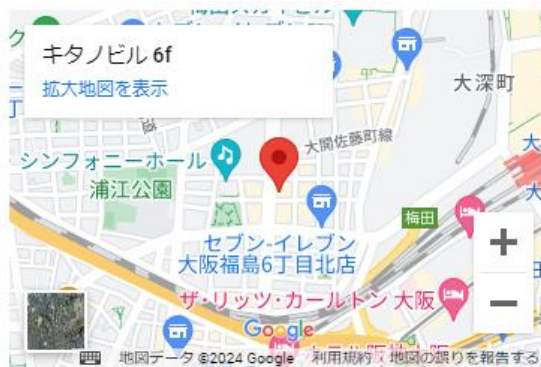 キタノビル 6f
拡大地図を表示
大深町
大開佐藤町線
シンフォニーホール
浦江公園
梅田
セブン-イレブン
大阪福島6丁目北店
ザ・リッツ・カールトン 大阪
Google
地図データ ©2024 Google
利用規約
地図の誤りを報告する